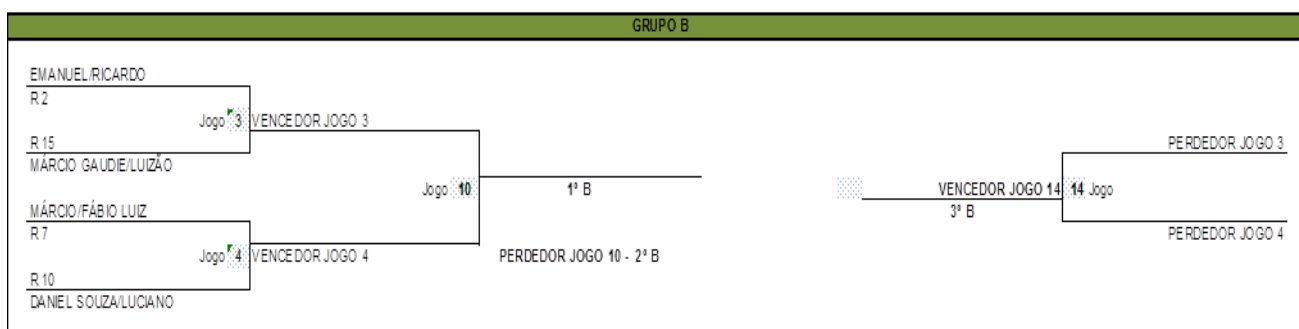 GRUPO B
EMANUEL/RICARDO
R 2
Jogo 3 VENCEDOR JOGO 3
R 15
MÁRCIO GAUDIE/LUIZÃO
Jogo 10 1º B
MÁRCIO/FÁBIO LUIZ
R 7
Jogo 4 VENCEDOR JOGO 4
PERDEDOR JOGO 10 - 2º B
R 10
DANIEL SOUZA/LUCIANO
PERDEDOR JOGO 3
VENCEDOR JOGO 14 14 Jogo
3º B
PERDEDOR JOGO 4